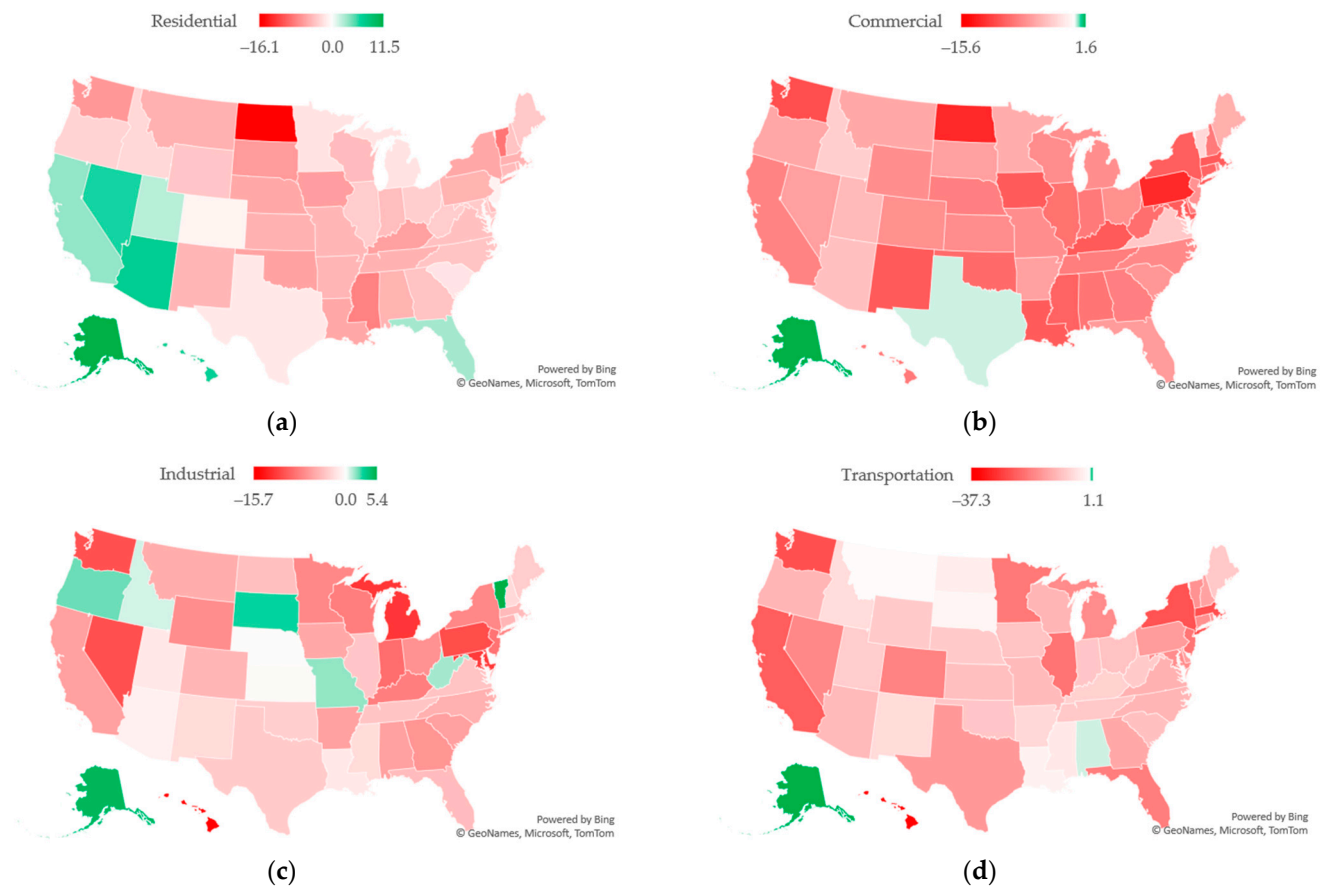 Residential
–16.1 0.0 11.5
Commercial
–15.6 1.6
Powered by Bing
© GeoNames, Microsoft, TomTom
Powered by Bing
© GeoNames, Microsoft, TomTom
(a)
(b)
Industrial
–15.7 0.0 5.4
Transportation
–37.3 1.1
Powered by Bing
© GeoNames, Microsoft, TomTom
Powered by Bing
© GeoNames, Microsoft, TomTom
(c)
(d)